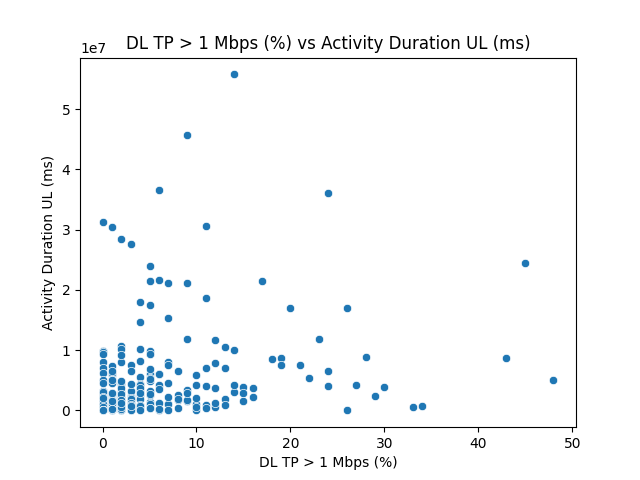 DL TP > 1 Mbps (%) vs Activity Duration UL (ms)
1e7
5
4
3
2
1
0
Activity Duration UL (ms)
0 10 20 30 40 50
DL TP > 1 Mbps (%)